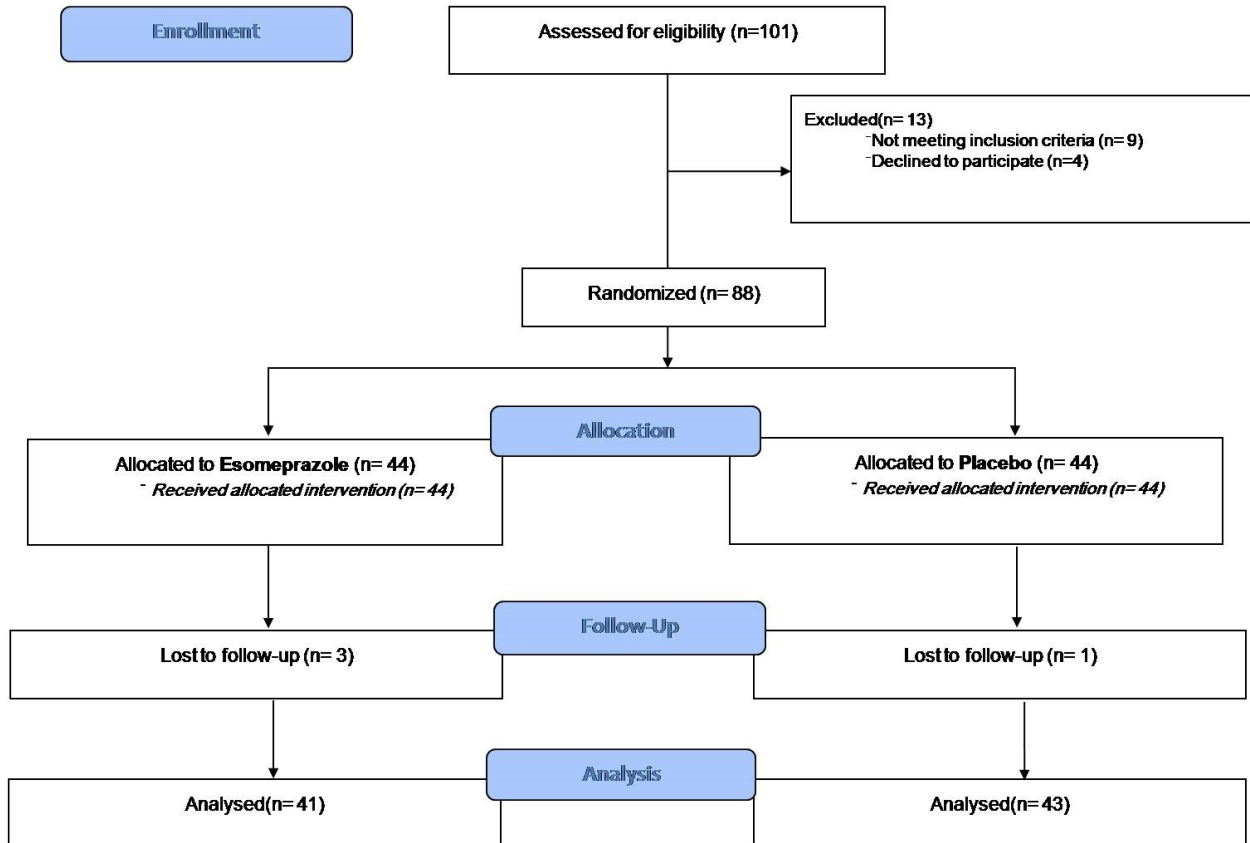 Enrollment
Assessed for eligibility (n=101)
Excluded(n= 13)
-Not meeting inclusion criteria (n= 9)
-Declined to participate (n=4)
Randomized (n= 88)
Allocation
Allocated to Esomeprazole (n= 44)
- Received allocated intervention (n= 44)
Allocated to Placebo (n= 44)
- Received allocated intervention (n= 44)
Follow-Up
Lost to follow-up (n= 3)
Lost to follow-up (n= 1)
Analysis
Analysed(n= 41)
Analysed(n= 43)